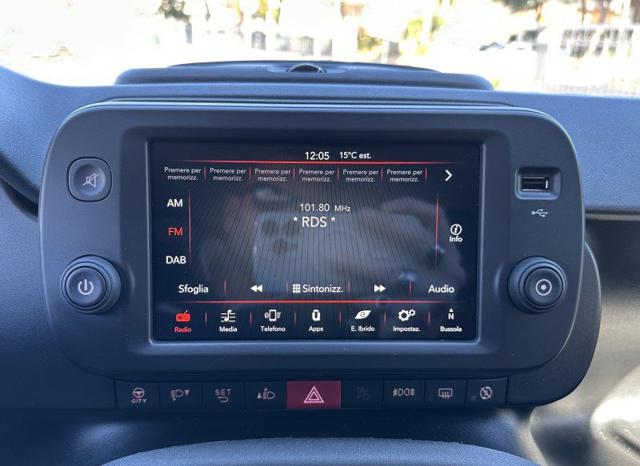 12:05 15°C est.
Premere per memorizz. Premere per memorizz. Premere per memorizz. Premere per memorizz. Premere per memorizz. Premere per memorizz.
AM
101.80 MHz
FM
* RDS *
Info
DAB
Sfoglia Sintonizz. Audio
Radio Media Telefono Apps E. Ibrido Impostaz. Bussola
N
CITY SET